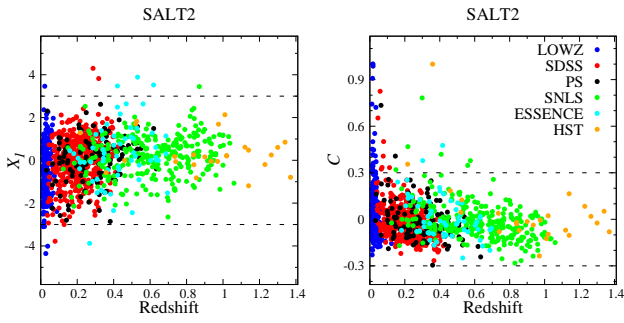 SALT2
4
2
0
-2
-4
X1
0 0.2 0.4 0.6 0.8 1 1.2 1.4
Redshift
SALT2
LOWZ
SDSS
PS
SNLS
ESSENCE
HST
0.9
0.6
0.3
0
-0.3
C
0 0.2 0.4 0.6 0.8 1 1.2 1.4
Redshift